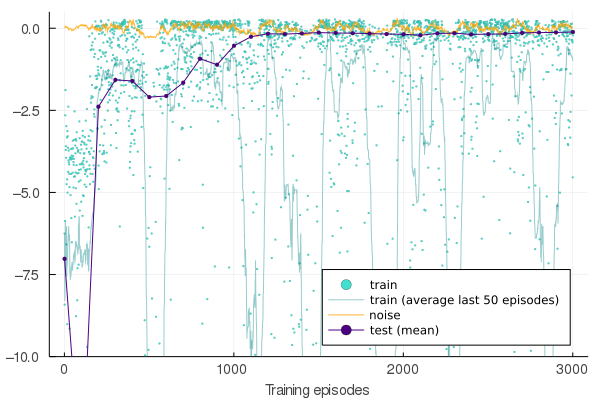 0.0
−2.5
−5.0
−7.5
−10.0
0
1000
2000
3000
Training episodes
train
train (average last 50 episodes)
noise
test (mean)